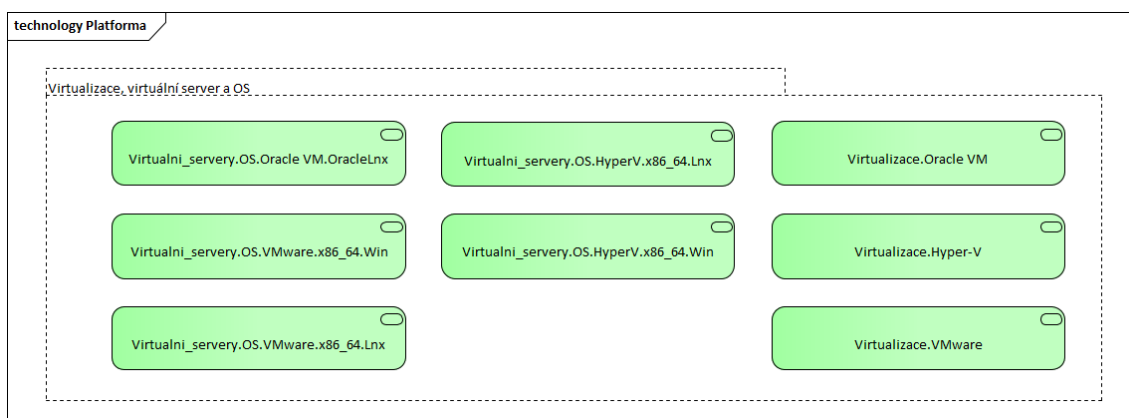 technology Platforma
Virtualizace, virtuální server a OS
Virtualni_servery.OS.Oracle VM.OracleLnx
Virtualni_servery.OS.HyperV.x86_64.Lnx
Virtualizace.Oracle VM
Virtualni_servery.OS.VMware.x86_64.Win
Virtualni_servery.OS.HyperV.x86_64.Win
Virtualizace.Hyper-V
Virtualni_servery.OS.VMware.x86_64.Lnx
Virtualizace.VMware